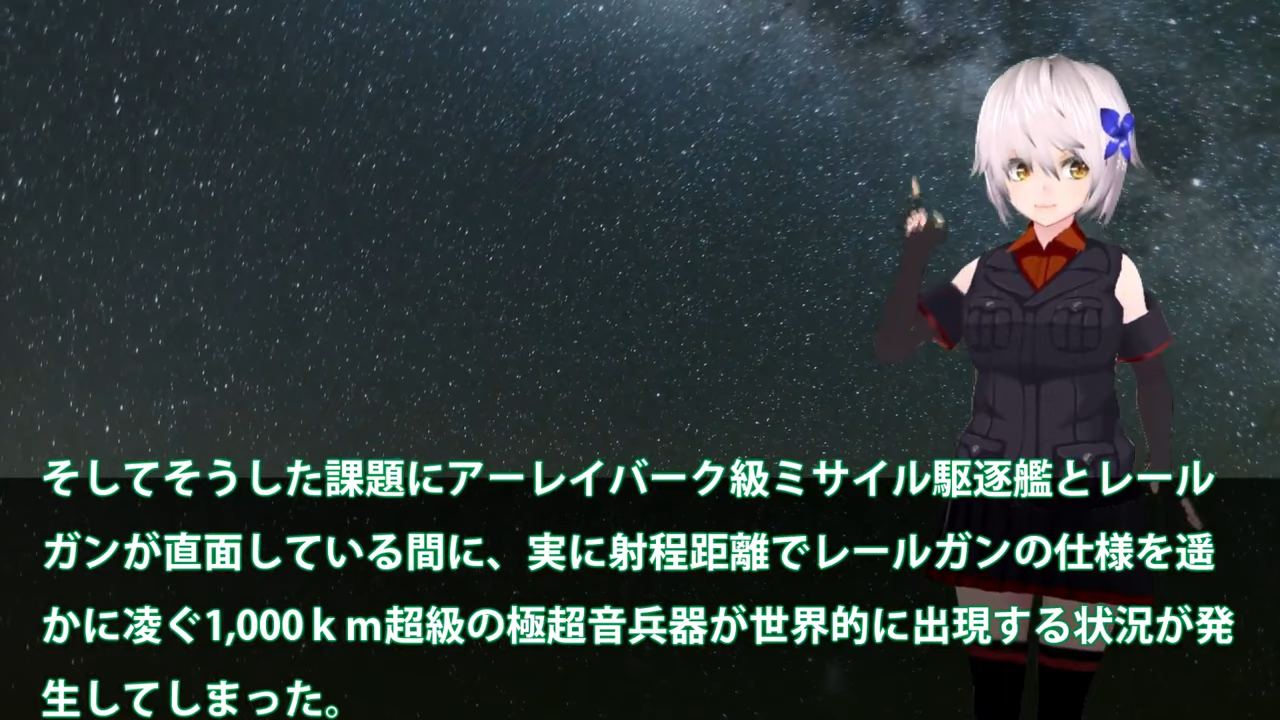 そしてそうした課題にアーレイバーク級ミサイル駆逐艦とレール
ガンが直面している間に、実に射程距離でレールガンの仕様を遥
かに凌ぐ1,000ｋｍ超級の極超音兵器が世界的に出現する状況が発
生してしまった。